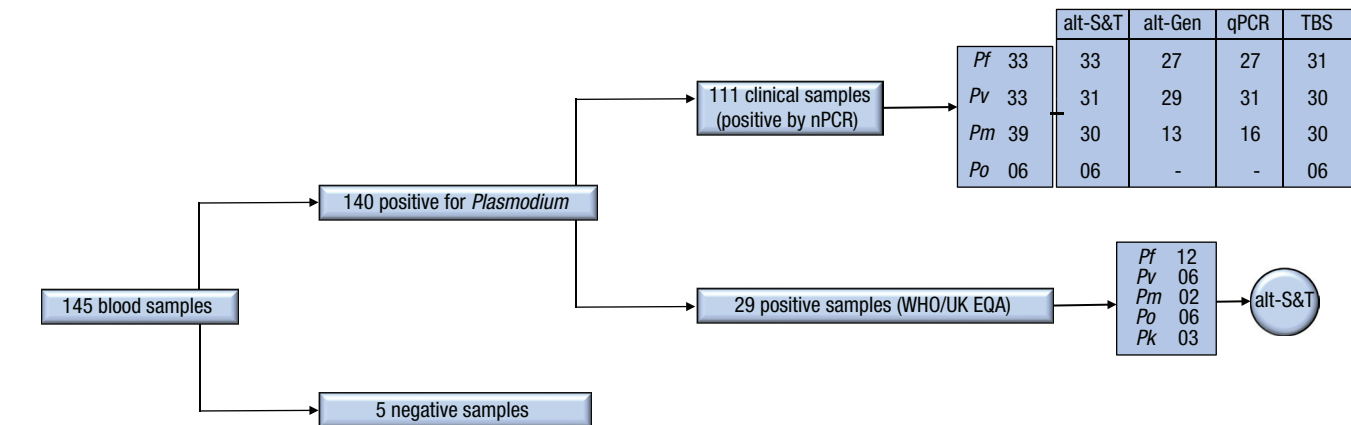 alt-S&T alt-Gen qPCR TBS
Pf 33 33 27 27 31
Pv 33 31 29 31 30
Pm 39 30 13 16 30
Po 06 06 - - 06
111 clinical samples
(positive by nPCR)
140 positive for Plasmodium
145 blood samples
29 positive samples (WHO/UK EQA)
Pf 12
Pv 06
Pm 02
Po 06
Pk 03
alt-S&T
5 negative samples